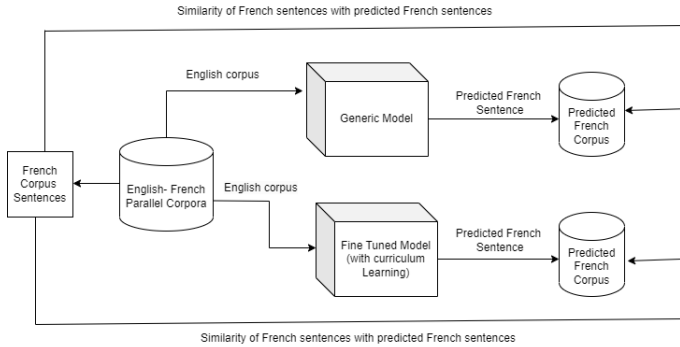 Similarity of French sentences with predicted French sentences
English corpus
Generic Model
Predicted French
Sentence
Predicted
French
Corpus
French
Corpus
Sentences
English- French
Parallel Corpora
English corpus
Fine Tuned Model
(with curriculum
Learning)
Predicted French
Sentence
Predicted
French
Corpus
Similarity of French sentences with predicted French sentences